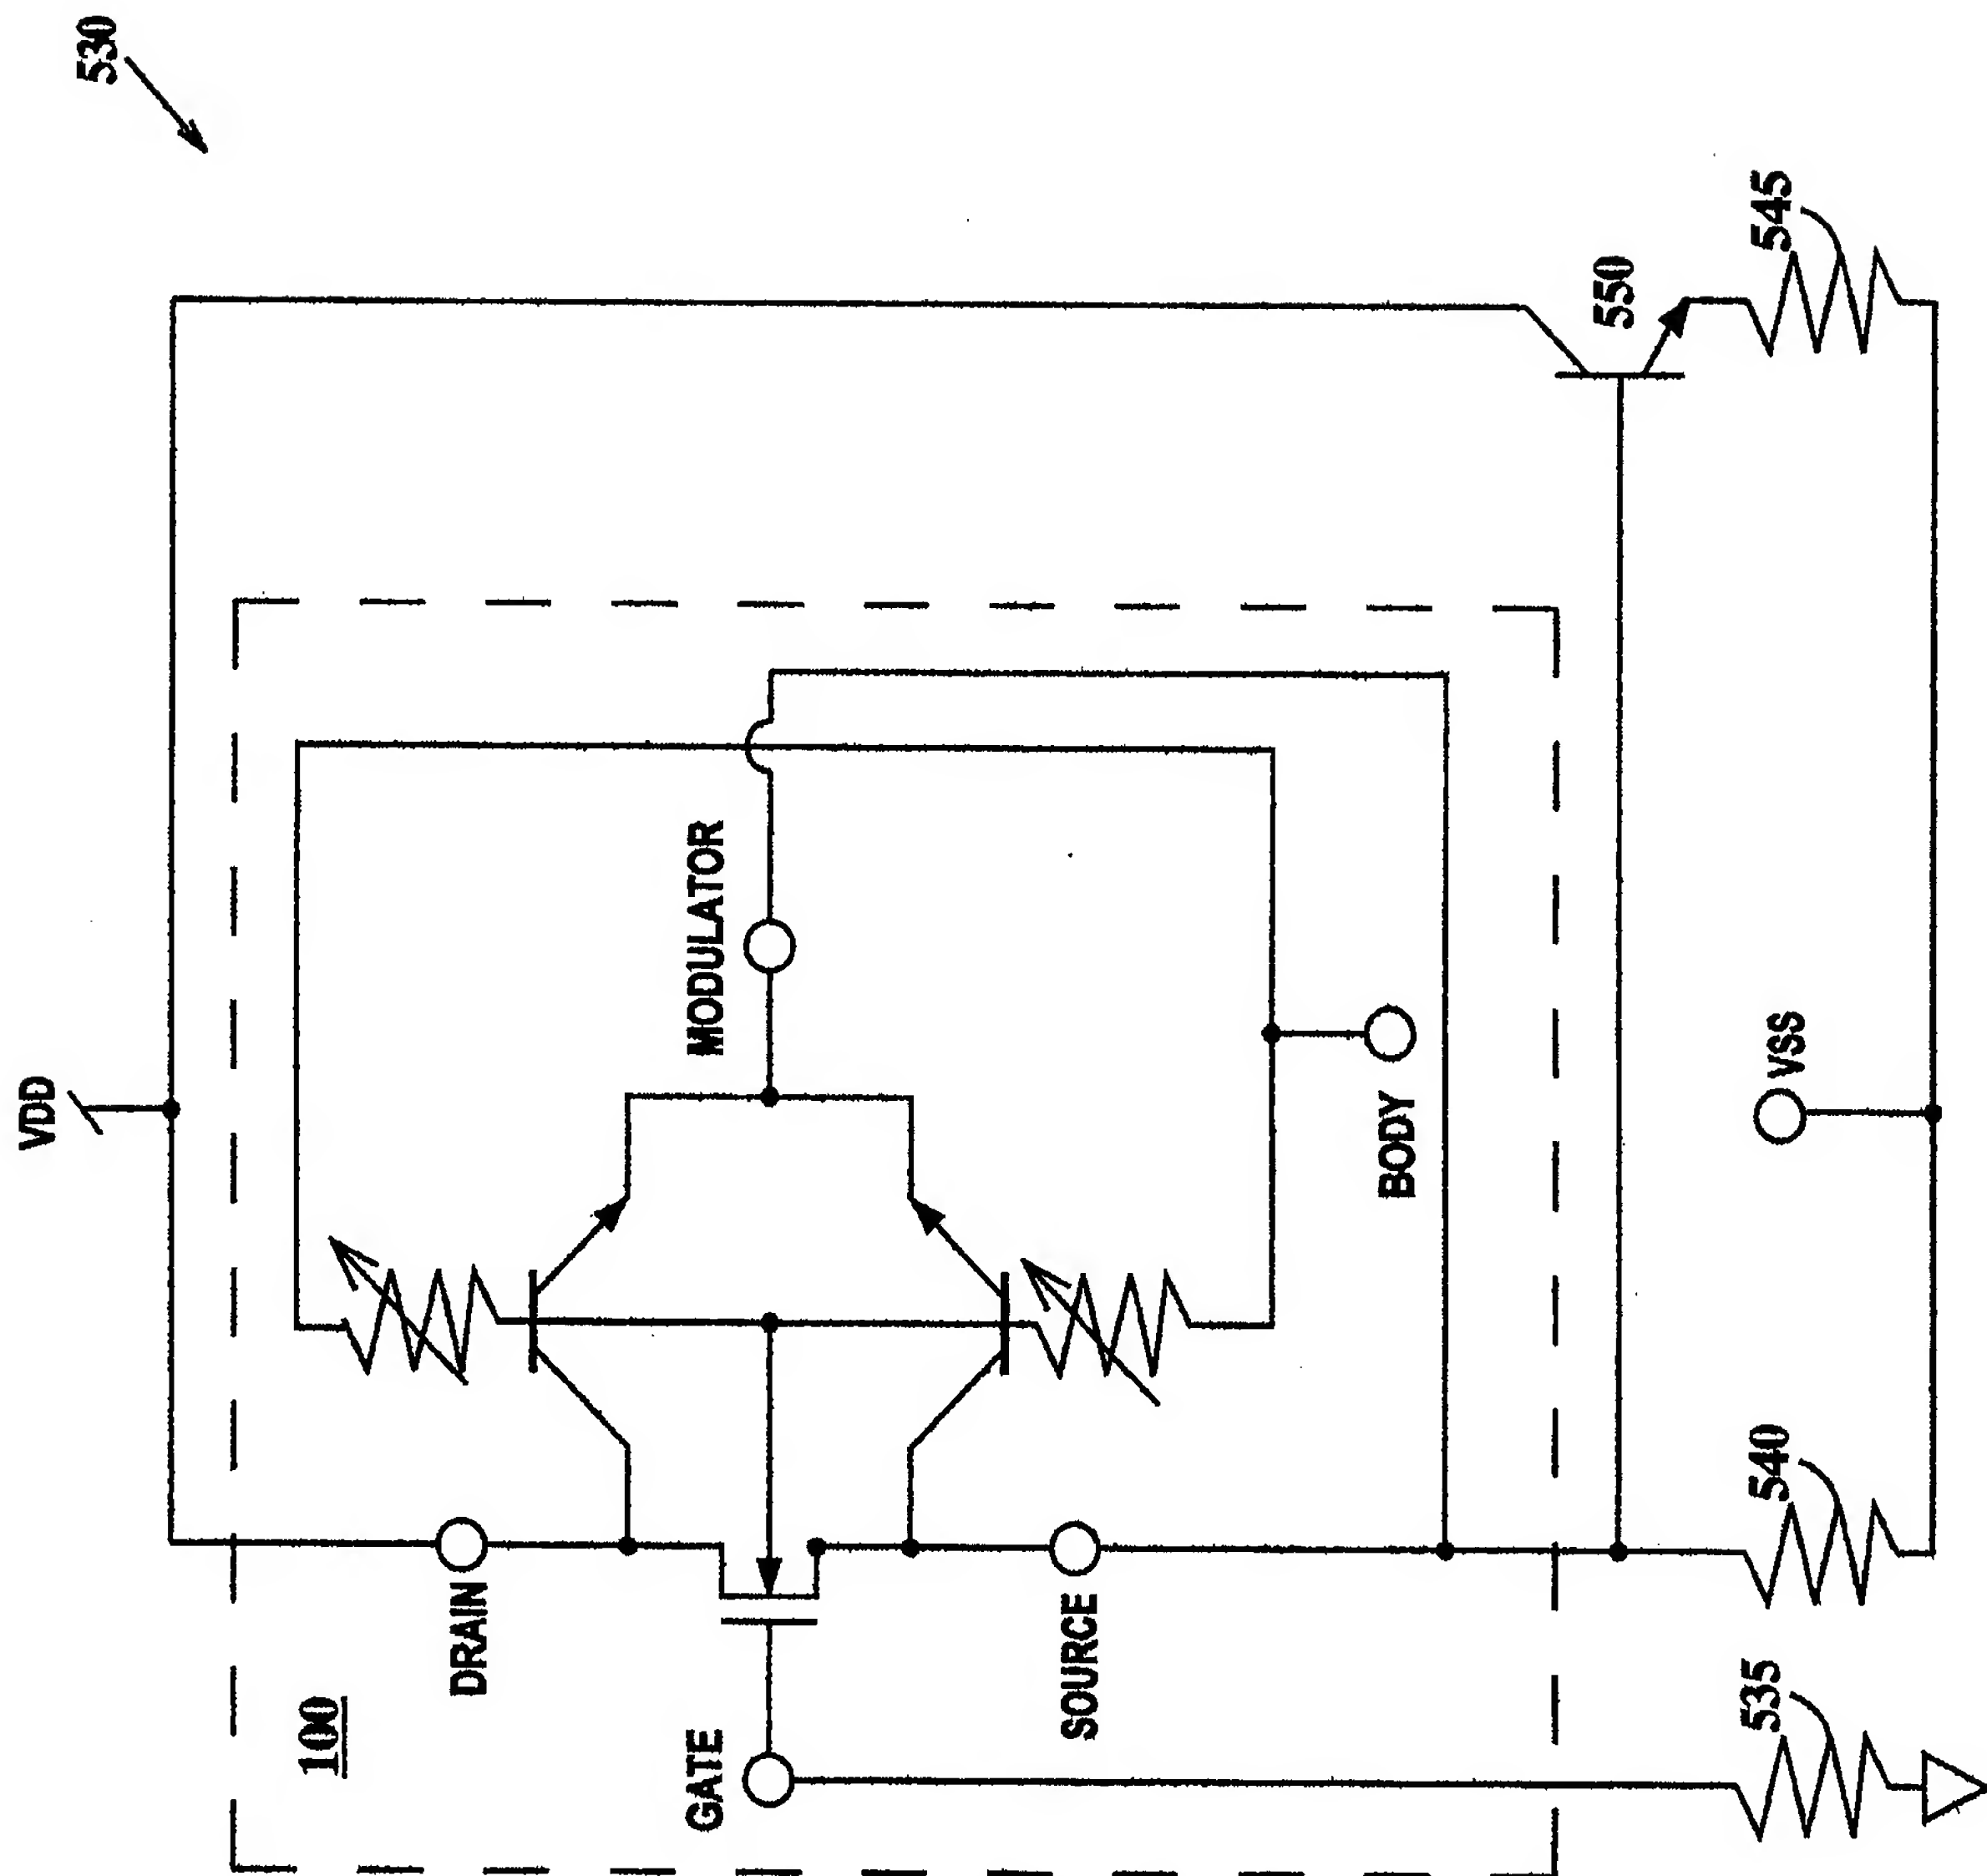 530
VDD
545
550
MODULATOR
BODY
VSS
DRAIN
540
100
GATE
SOURCE
535